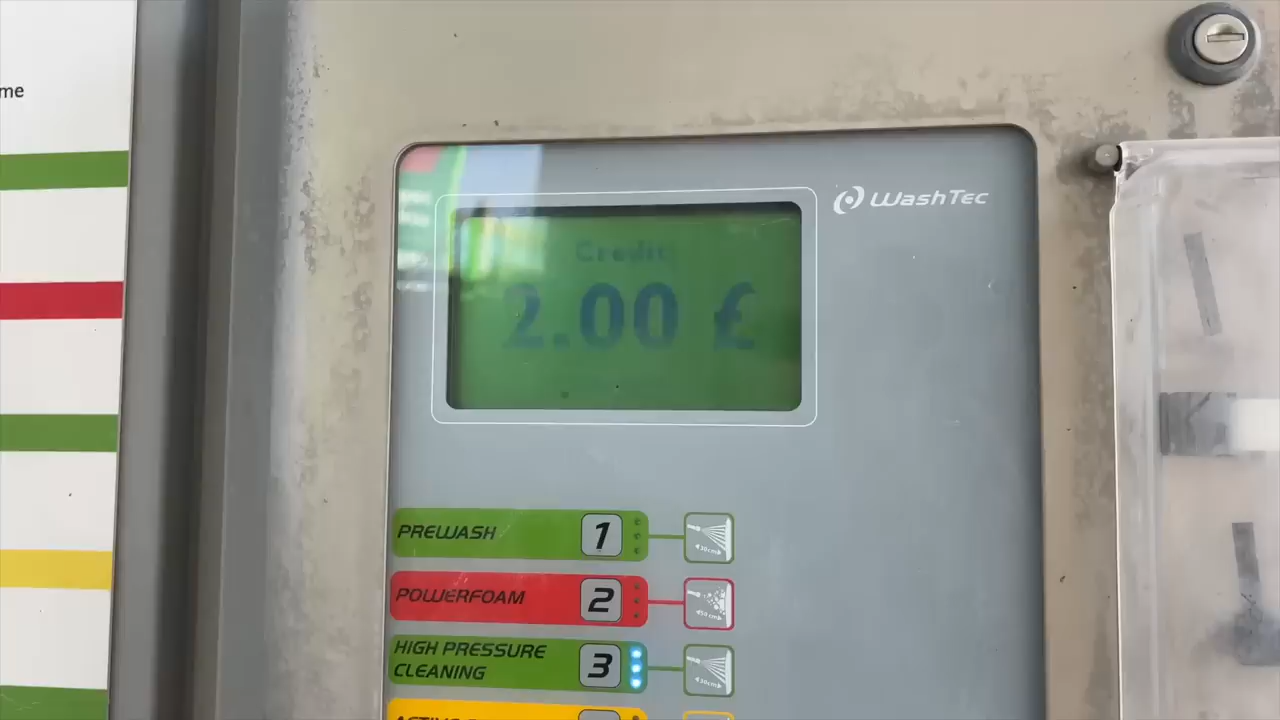 me
WashTec
Credit:
2.00 £
PREWASH 1
POWERFOAM 2
HIGH PRESSURE
CLEANING 3